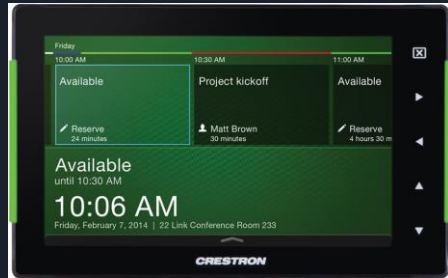 Friday
10:00 AM 10:30 AM 11:00 AM
Available Project kickoff Available
Reserve Matt Brown Reserve
24 minutes 30 minutes 4 hours 30 m
Available
until 10:30 AM
10:06 AM
Friday, February 7, 2014 | 22 Link Conference Room 233
CRESTRON